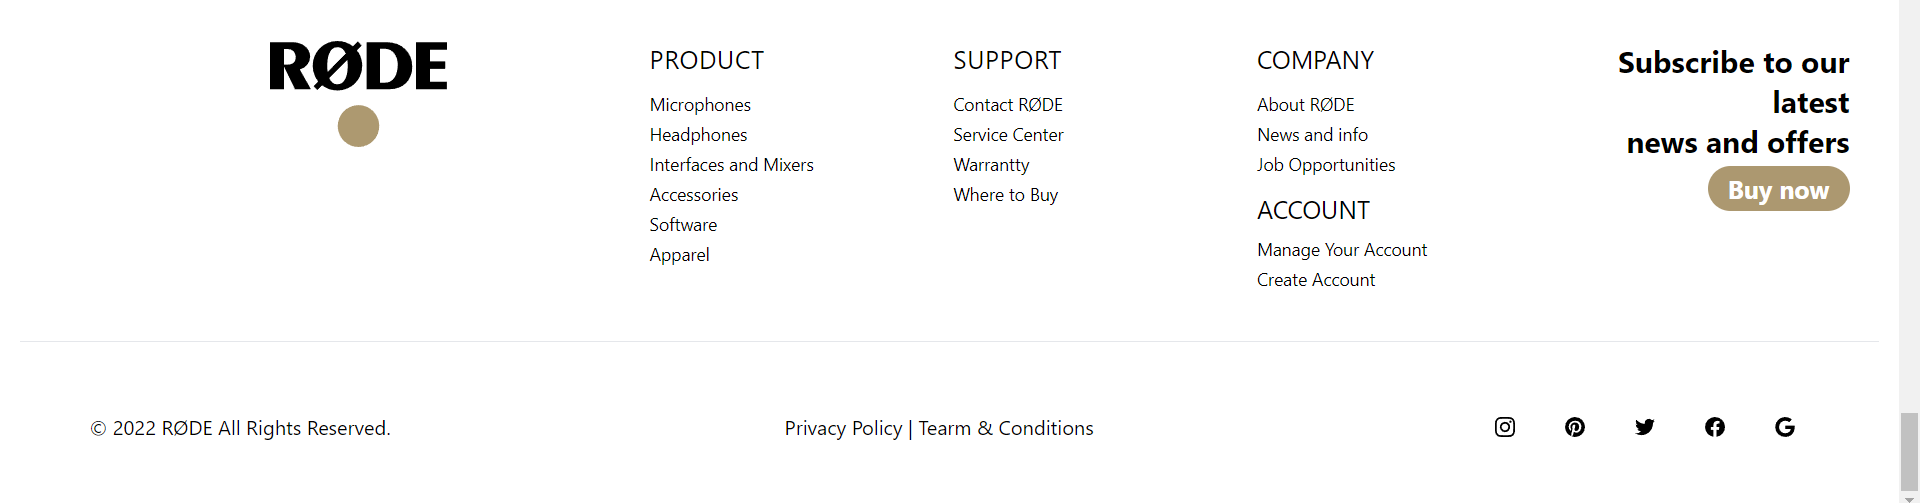 RØDE
PRODUCT
Microphones
Headphones
Interfaces and Mixers
Accessories
Software
Apparel
SUPPORT
Contact RØDE
Service Center
Warrantty
Where to Buy
COMPANY
About RØDE
News and info
Job Opportunities
ACCOUNT
Manage Your Account
Create Account
Subscribe to our
latest
news and offers
Buy now
© 2022 RØDE All Rights Reserved.
Privacy Policy | Tearm & Conditions